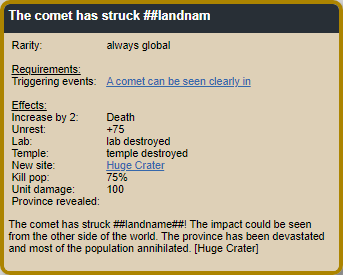 The comet has struck ##landnam
Rarity: always global
Requirements:
Triggering events: A comet can be seen clearly in
Effects:
Increase by 2: Death
Unrest: +75
Lab: lab destroyed
Temple: temple destroyed
New site: Huge Crater
Kill pop: 75%
Unit damage: 100
Province revealed:
The comet has struck ##landname##! The impact could be seen
from the other side of the world. The province has been devastated
and most of the population annihilated. [Huge Crater]